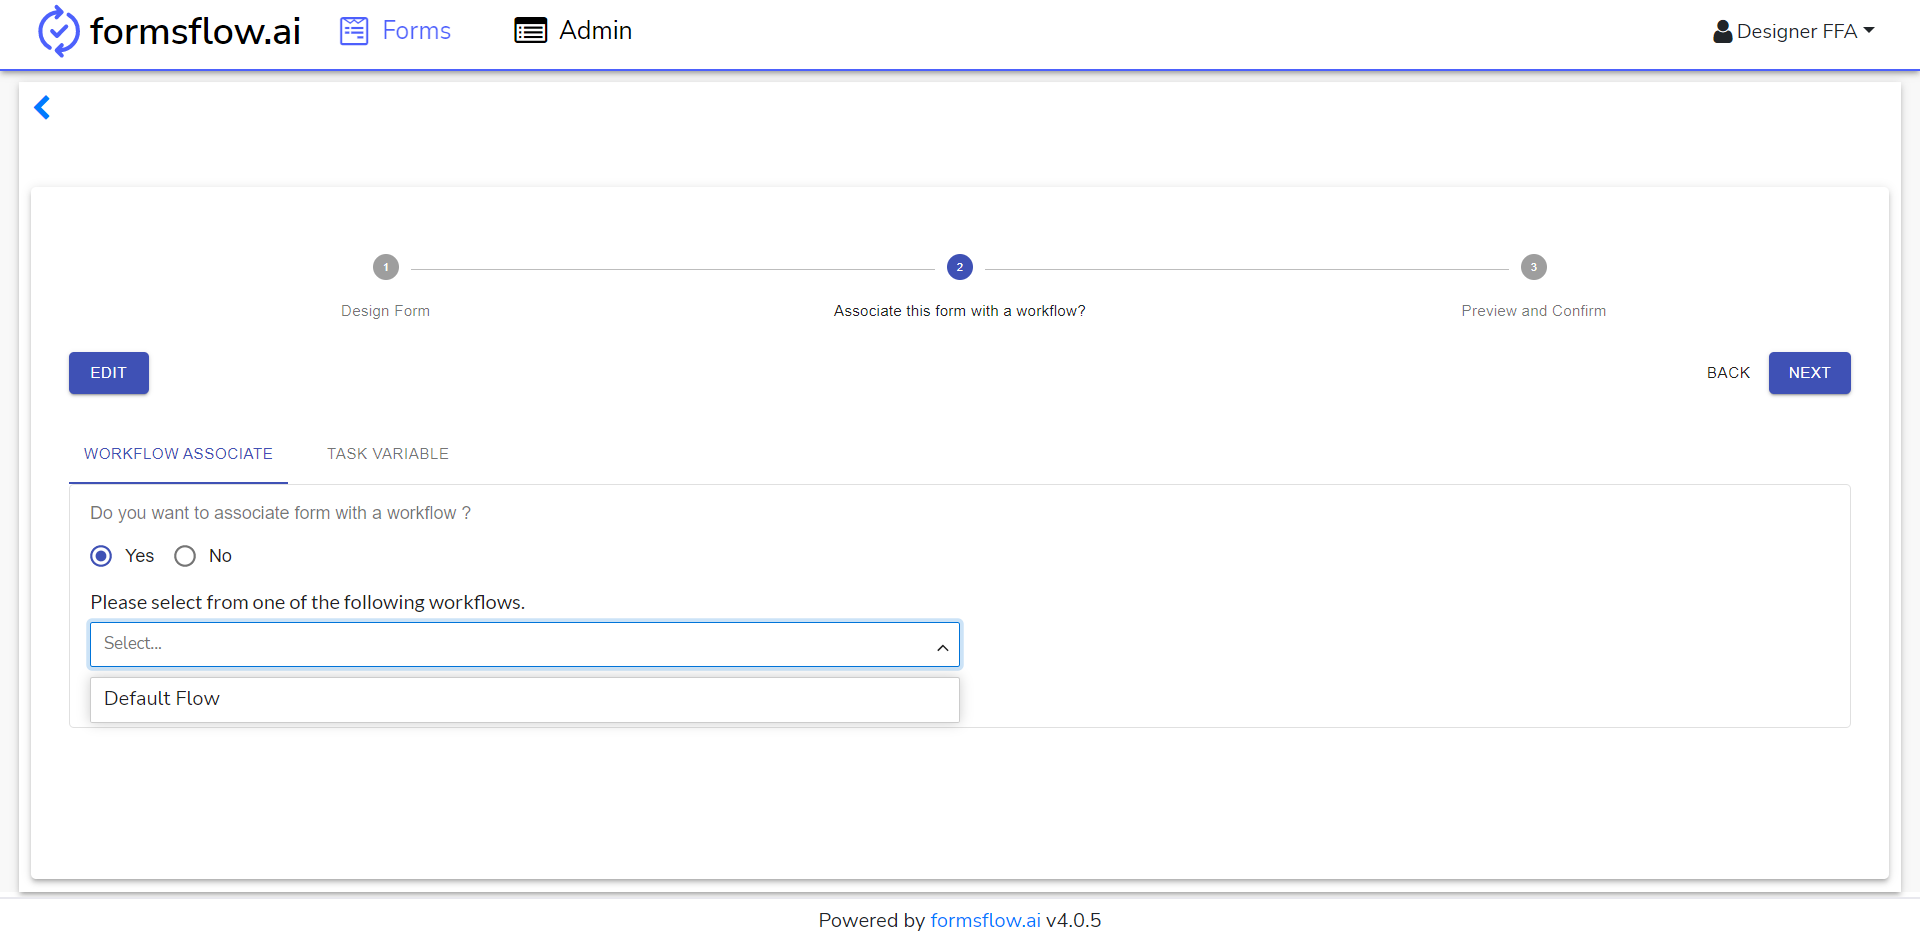 formsflow.ai Forms Admin Designer FFA
1 2 3
Design Form Associate this form with a workflow? Preview and Confirm
EDIT BACK NEXT
WORKFLOW ASSOCIATE TASK VARIABLE
Do you want to associate form with a workflow ?
Yes No
Please select from one of the following workflows.
Select...
Default Flow
Powered by formsflow.ai v4.0.5